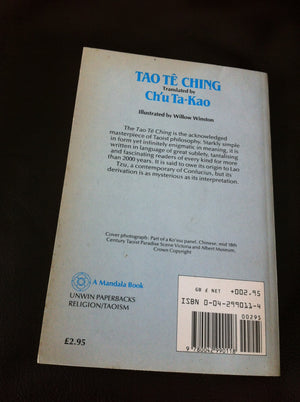 TAO TÊ CHING
Translated by
Ch'u Ta-Kao
Illustrated by Willow Winston
The Tao Tê Ching is the acknowledged
masterpiece of Taoist philosophy. Starkly simple
in form yet infinitely enigmatic in meaning, it is
written in language of great sublety, tantalising
and fascinating readers of every kind for more
than 2000 years. It is said to owe its origin to Lao
Tzu, a contemporary of Confucius, but its
derivation is as mysterious as its interpretation.
Cover photograph: Part of a Ko'ssu panel. Chinese, mid 18th
Century Taoist Paradise Scene Victoria and Albert Museum,
Crown Copyright
A Mandala Book
UNWIN PAPERBACKS
RELIGION/TAOISM
£2.95
GB £ NET +002.95
ISBN 0-04-299011-4
00295
9 780042 990118